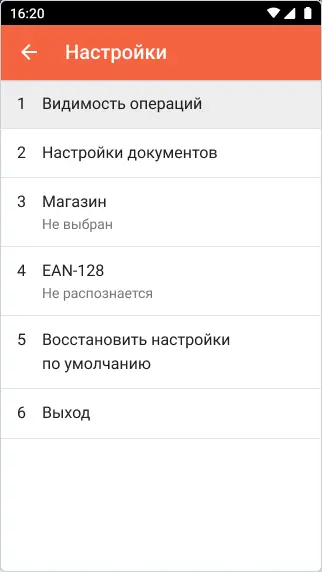 16:20
Настройки
1 Видимость операций
2 Настройки документов
3 Магазин
Не выбран
4 EAN-128
Не распознается
5 Восстановить настройки
по умолчанию
6 Выход